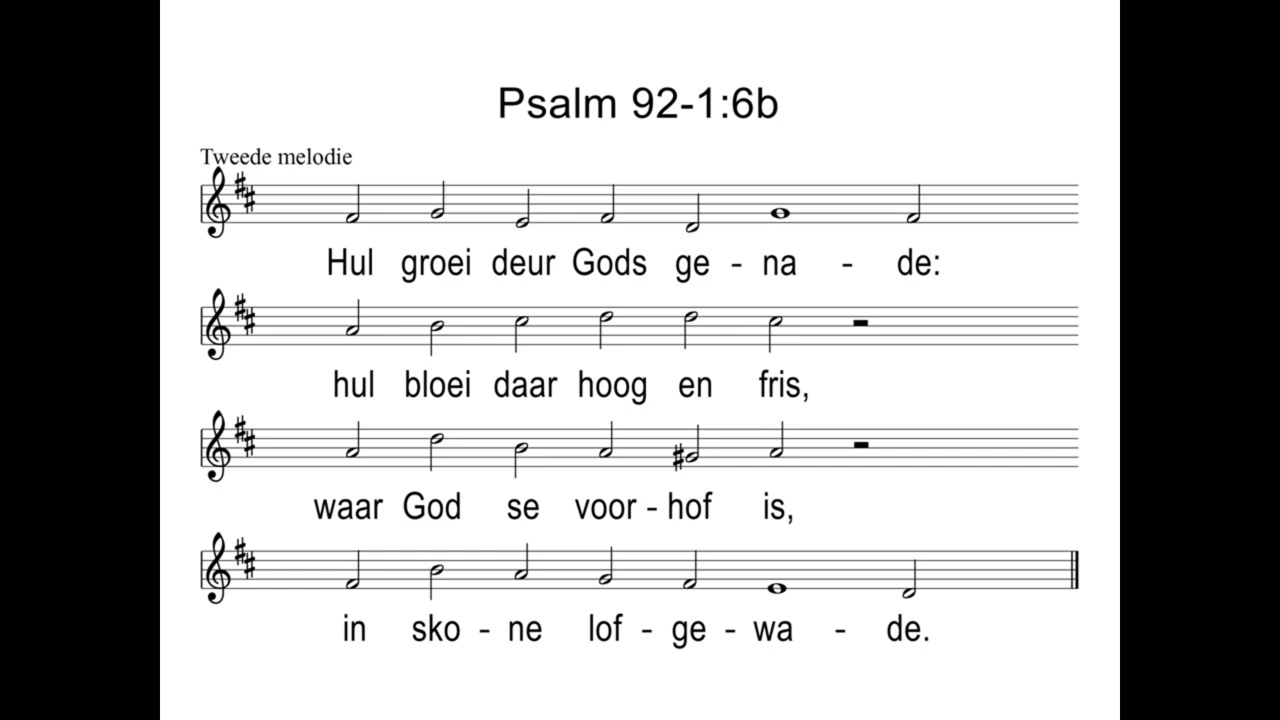 Psalm 92-1:6b
Tweede melodie
Hul groei deur Gods ge - na - de:
hul bloei daar hoog en fris,
waar God se voor - hof is,
in sko - ne lof - ge - wa - de.